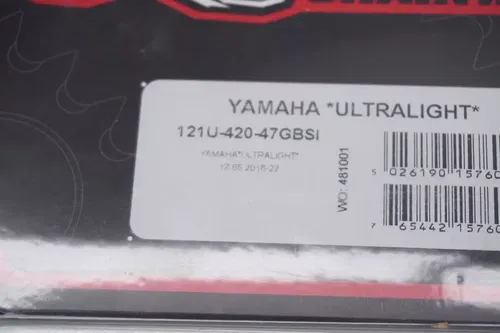 YAMAHA *ULTRALIGHT*
121U-420-47GBSI
YAMAHA*ULTRALIGHT*
WO: 481001
5 026190 15760
7 65442 15760